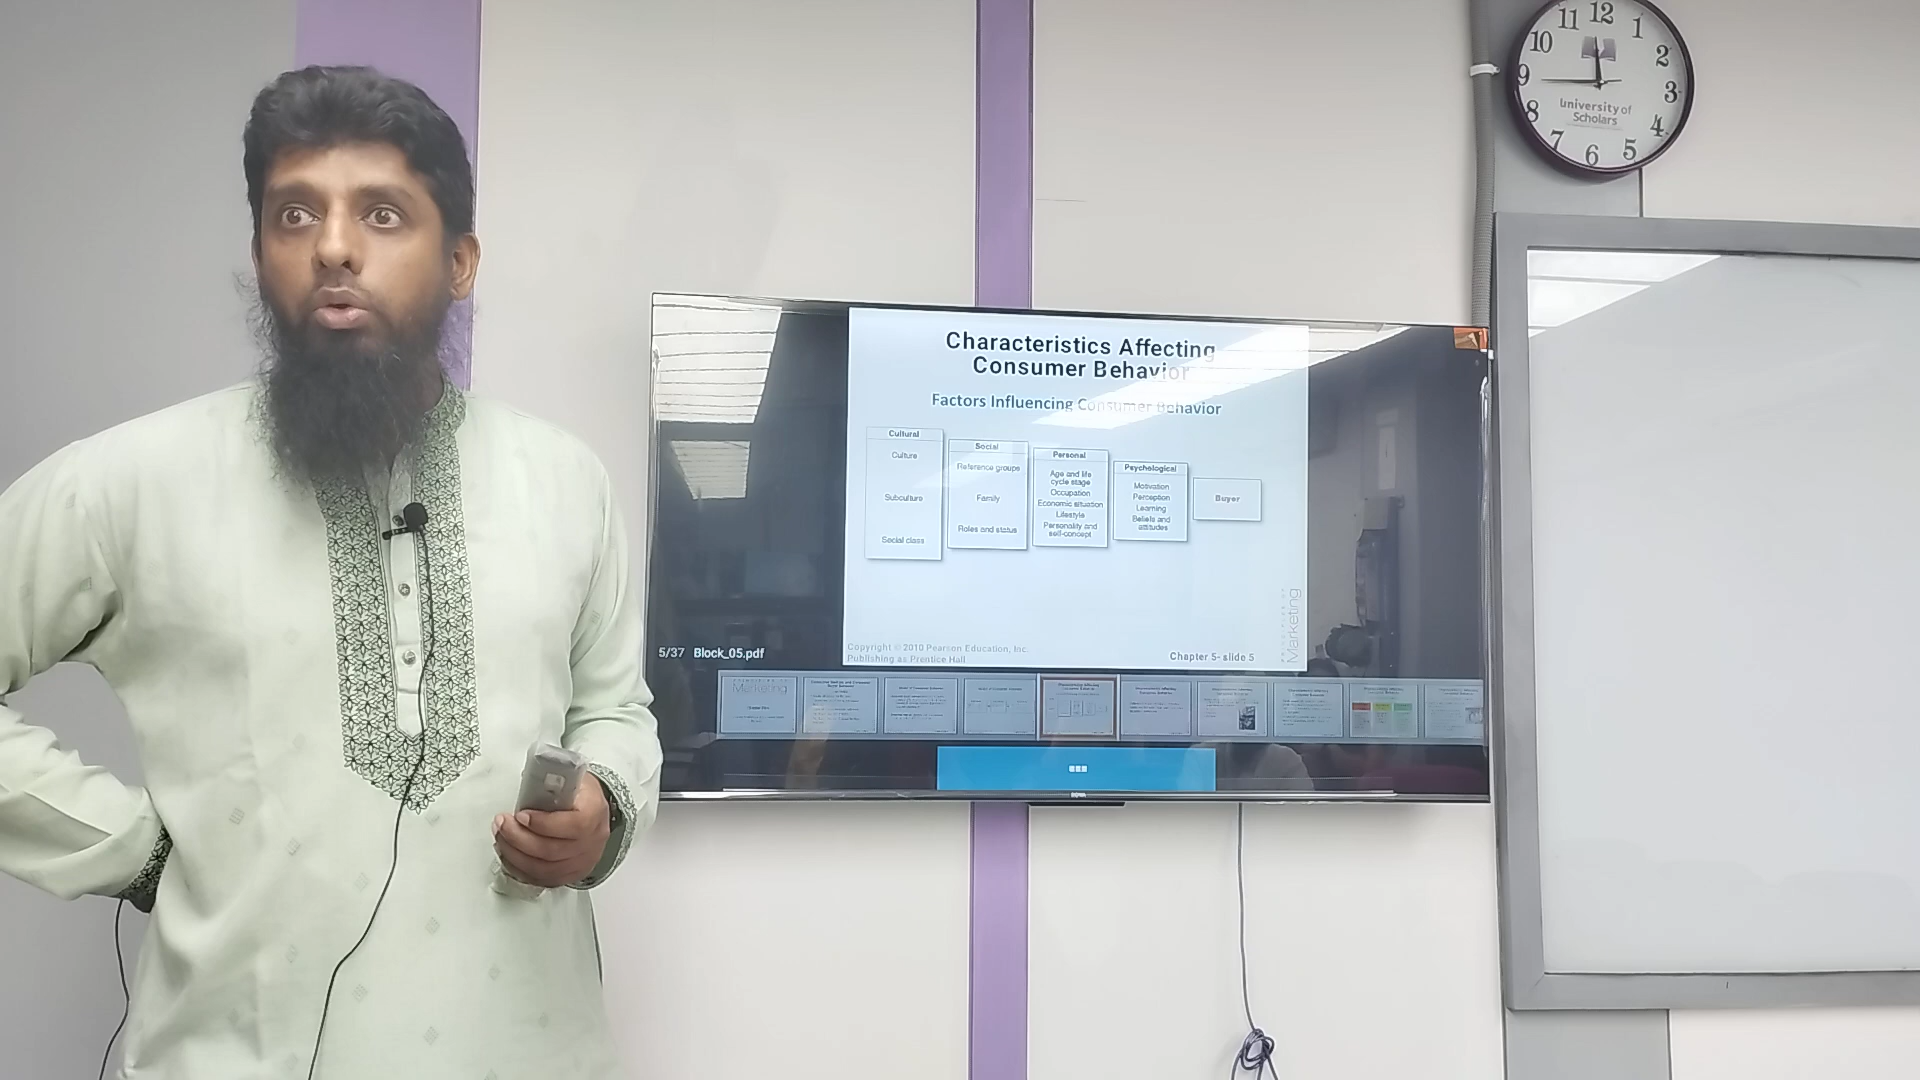 11 12 1
10 2
9 3
8 4
7 6 5
University of
Scholars
Characteristics Affecting
Consumer Behavior
Factors Influencing Consumer Behavior
Cultural
Culture
Subculture
Social class
Social
Reference groups
Family
Roles and status
Personal
Age and life
cycle stage
Occupation
Economic situation
Lifestyle
Personality and
self-concept
Psychological
Motivation
Perception
Learning
Beliefs and
attitudes
Buyer
Marketing
Copyright © 2010 Pearson Education, Inc.
Publishing as Prentice Hall
Chapter 5- slide 5
5/37 Block_05.pdf
Marketing